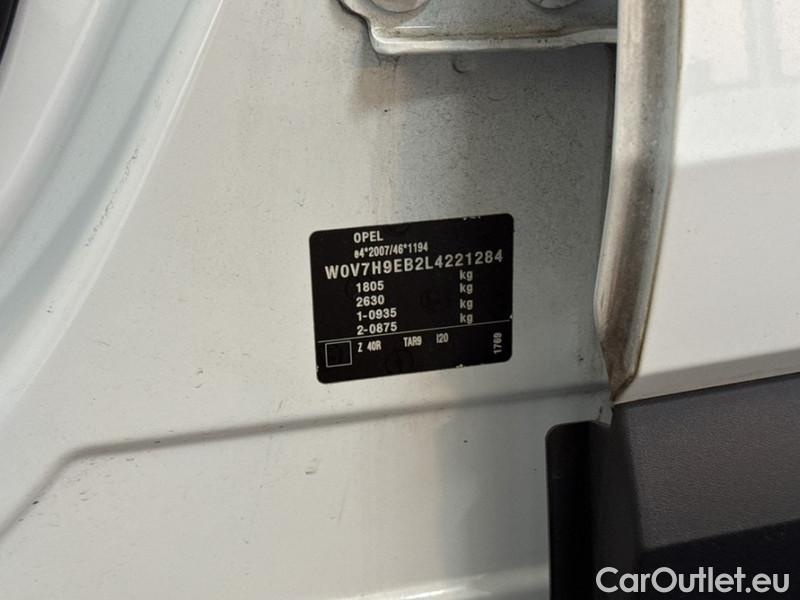 OPEL
e4*2007/46*1194
W0V7H9EB2L4221284
1805 kg
2630 kg
1-0935 kg
2-0875 kg
Z 40R TAR9 I20
1769
CarOutlet.eu